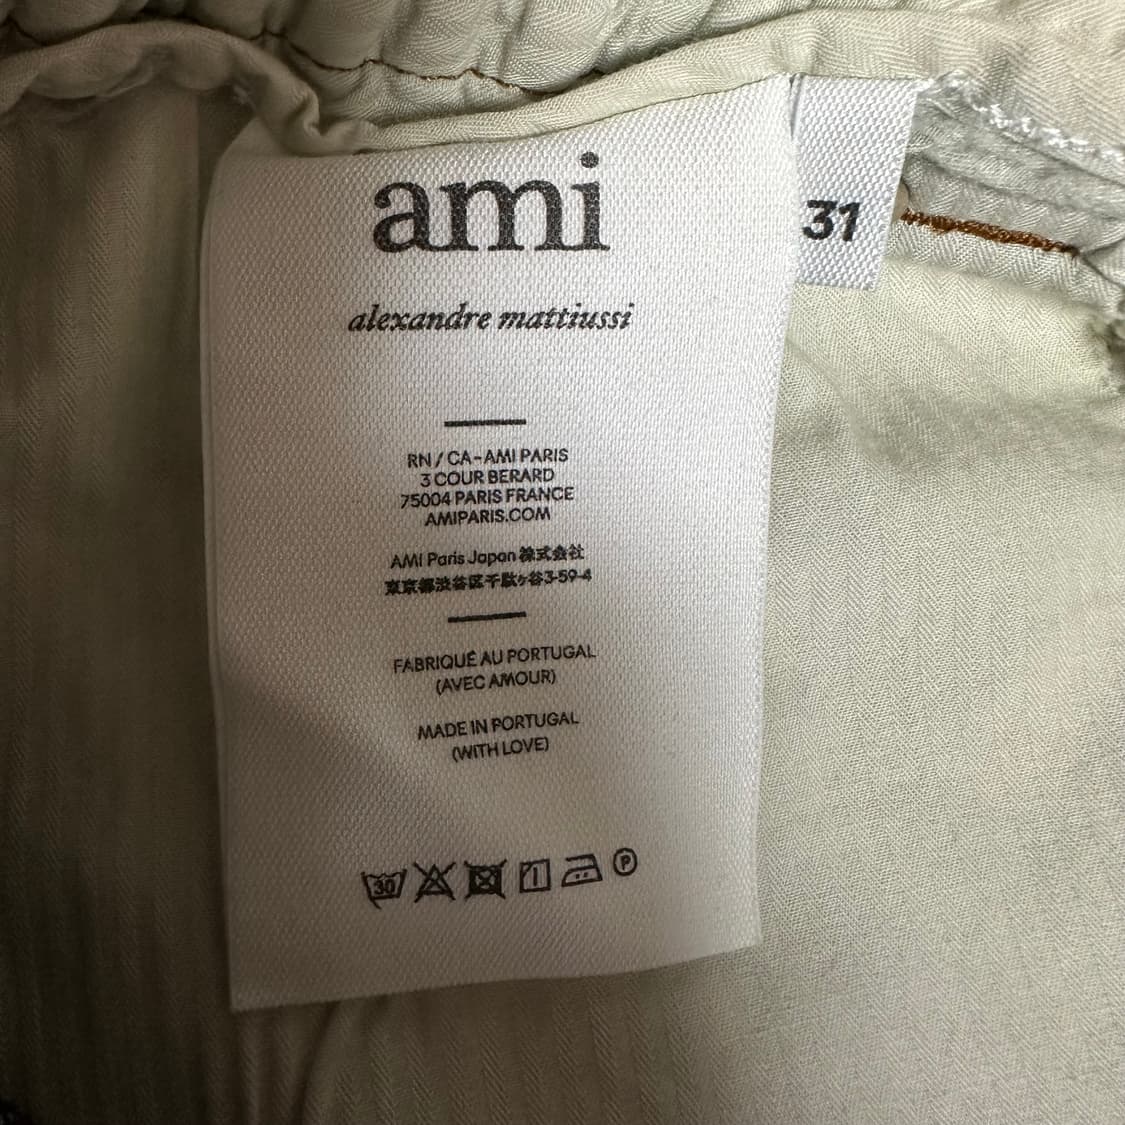 ami
31
alexandre mattiussi
RN / CA-AMI PARIS
3 COUR BERARD
75004 PARIS FRANCE
AMIPARIS.COM
AMI Paris Japan 株式会社
東京都渋谷区千駄ヶ谷3-59-4
FABRIQUÉ AU PORTUGAL
(AVEC AMOUR)
MADE IN PORTUGAL
(WITH LOVE)
30
P